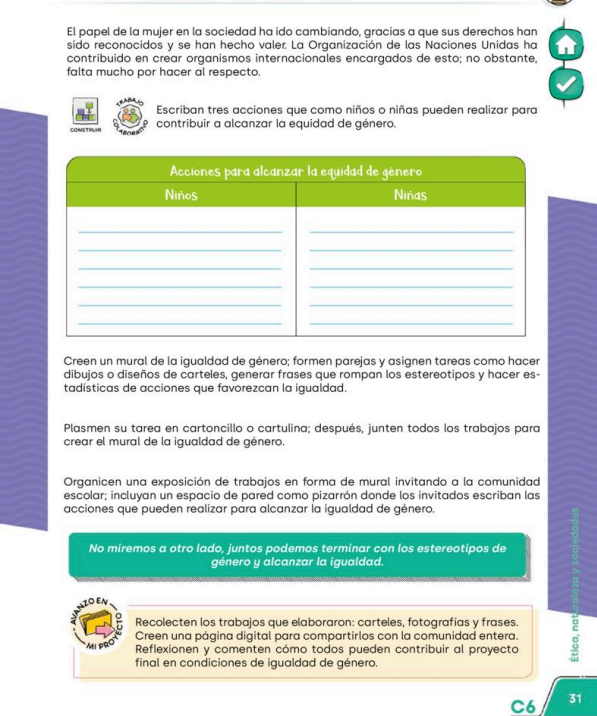 El papel de la mujer en la sociedad ha ido cambiando, gracias a que sus derechos han
sido reconocidos y se han hecho valer. La Organización de las Naciones Unidas ha
contribuido en crear organismos internacionales encargados de esto; no obstante,
falta mucho por hacer al respecto.
CONSTRUIR
TRABAJO
COLABORATIVO
Escriban tres acciones que como niños o niñas pueden realizar para
contribuir a alcanzar la equidad de género.
Acciones para alcanzar la equidad de género
Niños
Niñas
Creen un mural de la igualdad de género; formen parejas y asignen tareas como hacer
dibujos o diseños de carteles, generar frases que rompan los estereotipos y hacer es-
tadísticas de acciones que favorezcan la igualdad.
Plasmen su tarea en cartoncillo o cartulina; después, junten todos los trabajos para
crear el mural de la igualdad de género.
Organicen una exposición de trabajos en forma de mural invitando a la comunidad
escolar; incluyan un espacio de pared como pizarrón donde los invitados escriban las
acciones que pueden realizar para alcanzar la igualdad de género.
No miremos a otro lado, juntos podemos terminar con los estereotipos de
género y alcanzar la igualdad.
AVANZO EN
MI PROYECTO
Recolecten los trabajos que elaboraron: carteles, fotografías y frases.
Creen una página digital para compartirlos con la comunidad entera.
Reflexionen y comenten cómo todos pueden contribuir al proyecto
final en condiciones de igualdad de género.
Ética, naturaleza y sociedades
C6
31